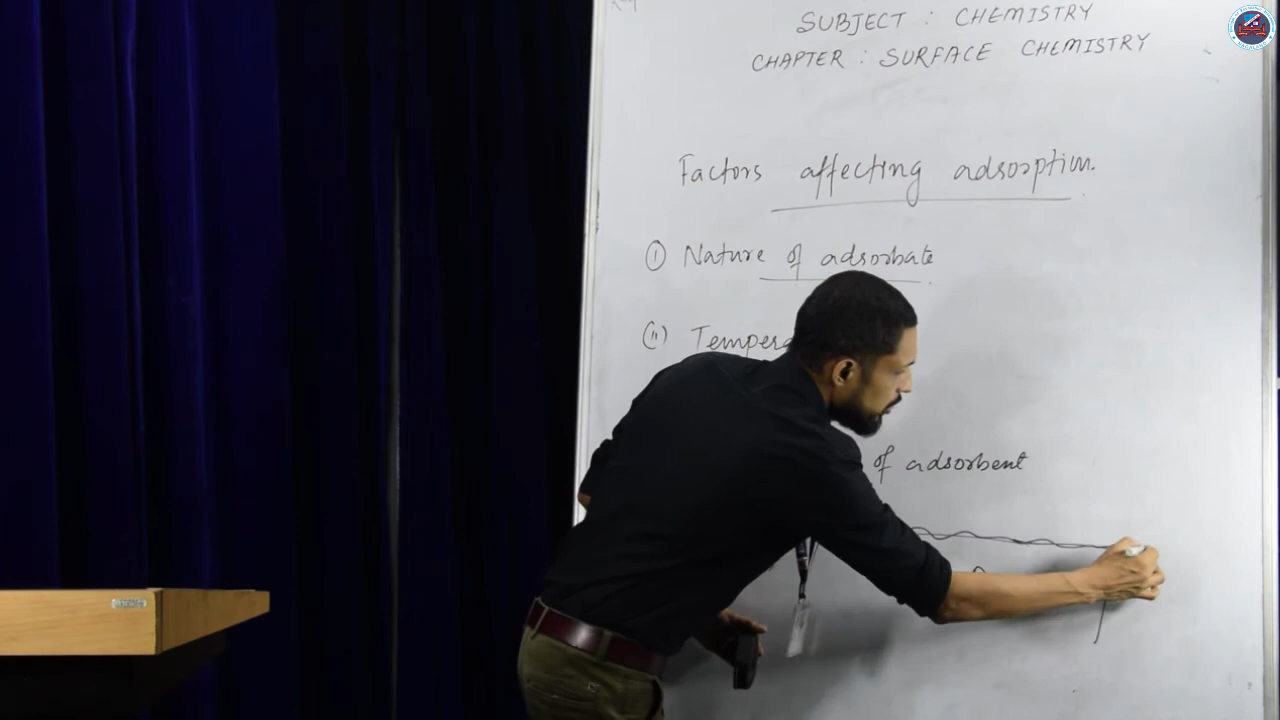 SUBJECT : CHEMISTRY
CHAPTER : SURFACE CHEMISTRY
Factors affecting adsorption.
(i) Nature of adsorbate
(ii) Tempera
of adsorbent